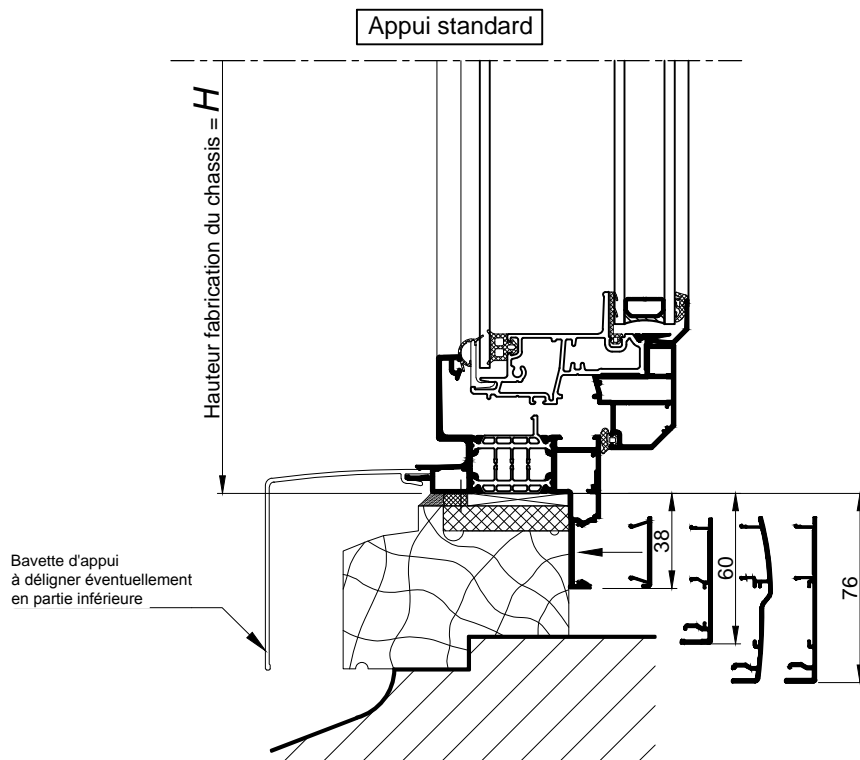 Appui standard
Hauteur fabrication du chassis = H
Bavette d'appui
à déligner éventuellement
en partie inférieure
38
60
76